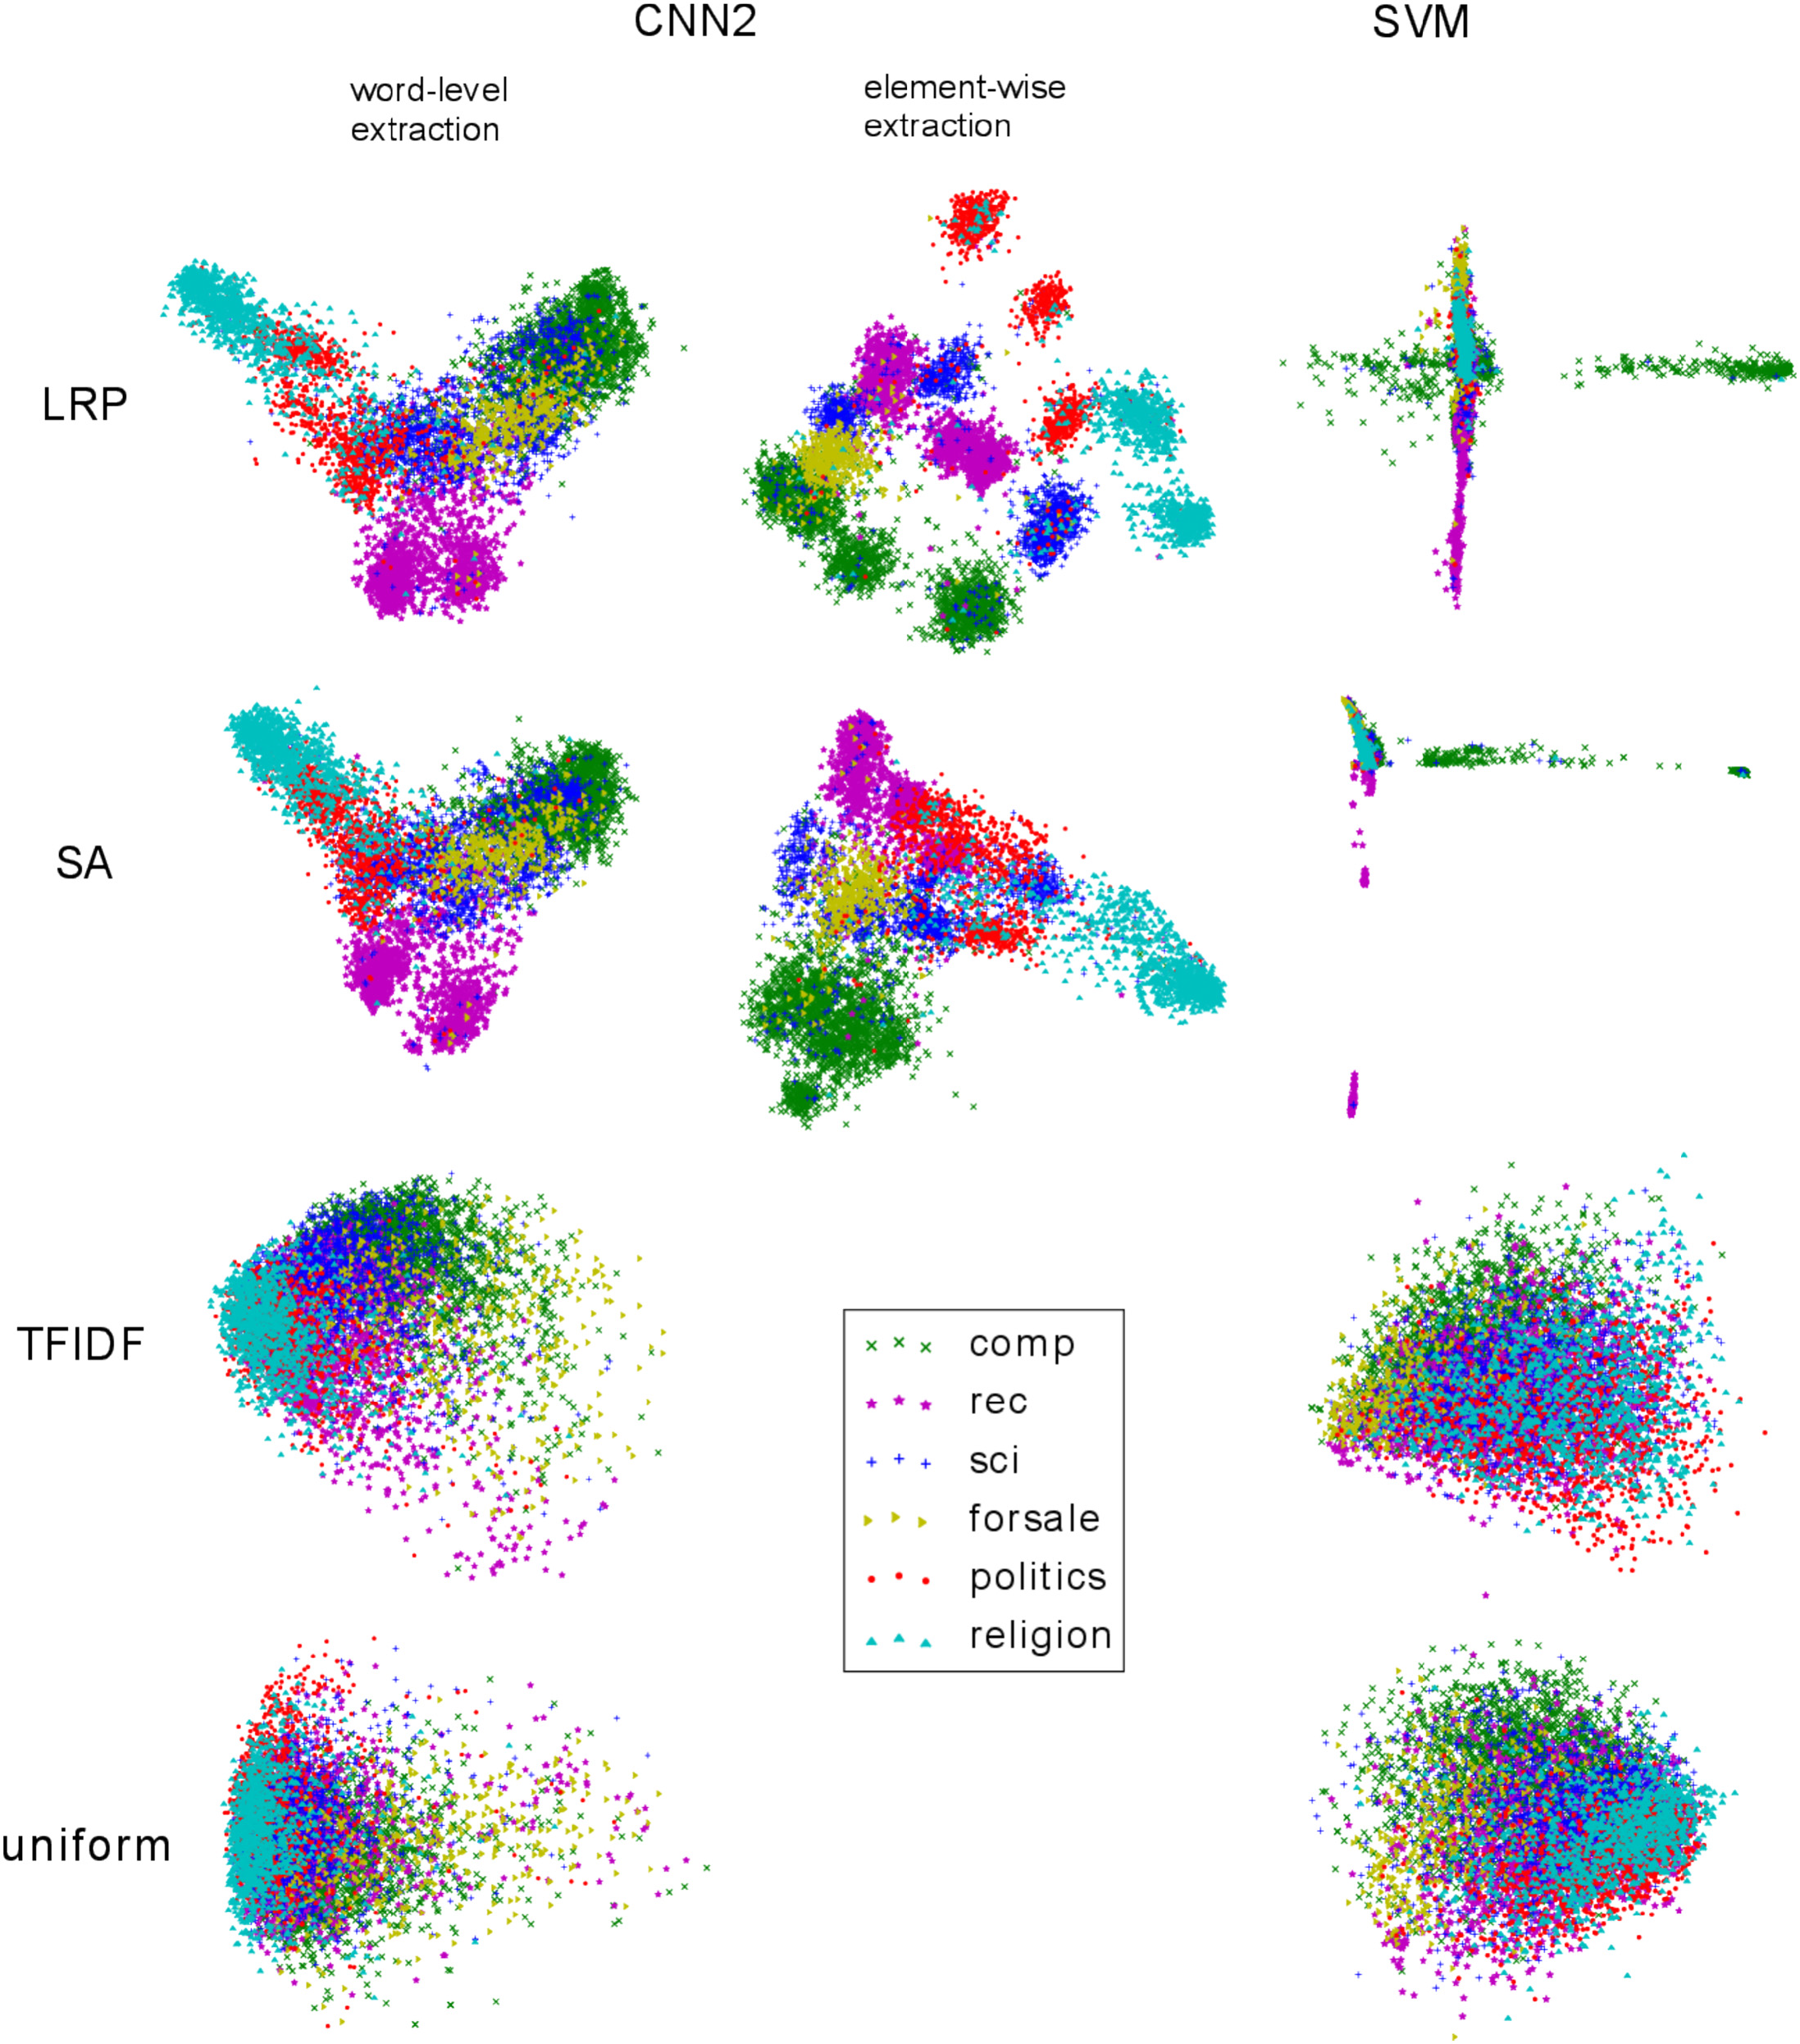 CNN2
SVM
word-level
extraction
element-wise
extraction
LRP
SA
TFIDF
comp
rec
sci
forsale
politics
religion
uniform